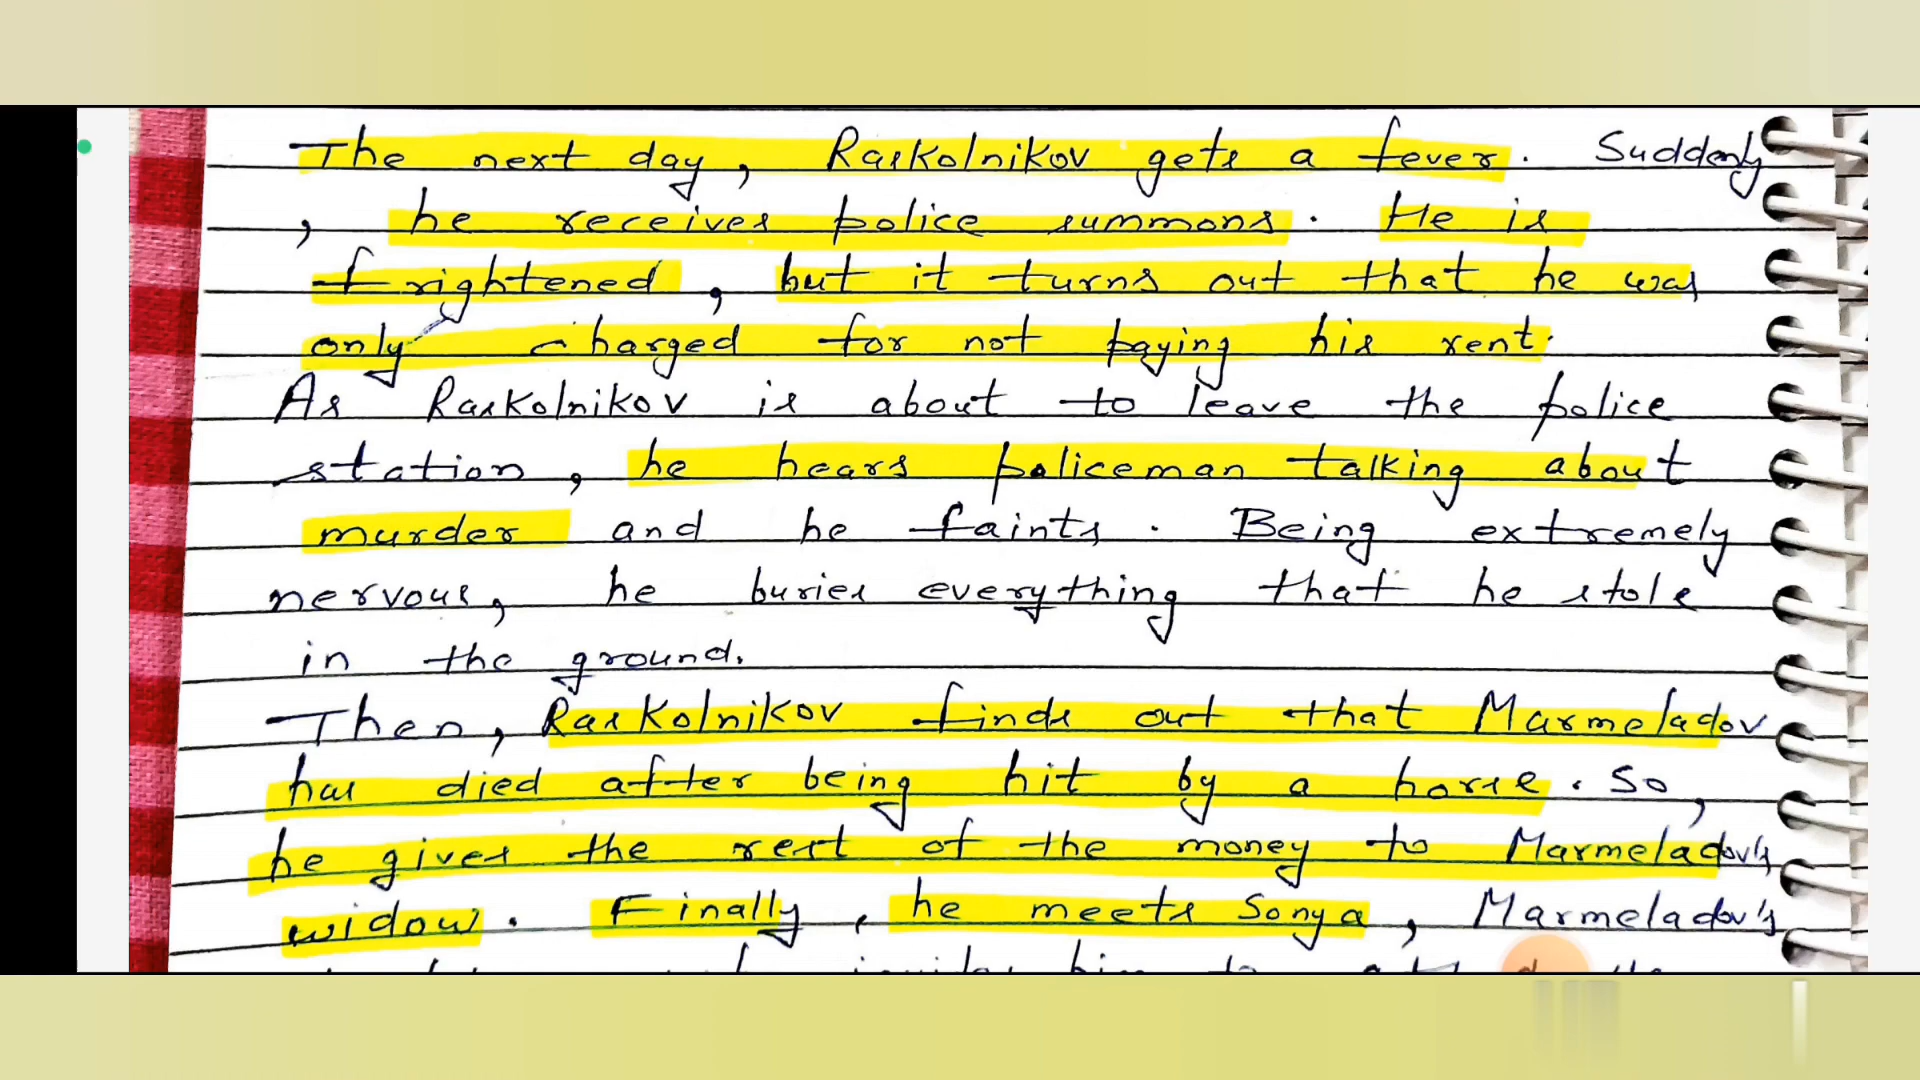 The next day, Raskolnikov gets a fever. Suddenly
, he receives police summons. He is
frightened, but it turns out that he was
only charged for not paying his rent.
As Raskolnikov is about to leave the police
station, he hears policeman talking about
murder and he faints. Being extremely
nervous, he buries everything that he stole
in the ground.
Then, Raskolnikov finds out that Marmeladov
has died after being hit by a horse. So,
he gives the rest of the money to Marmeladov's
widow. Finally, he meets Sonya, Marmeladov's